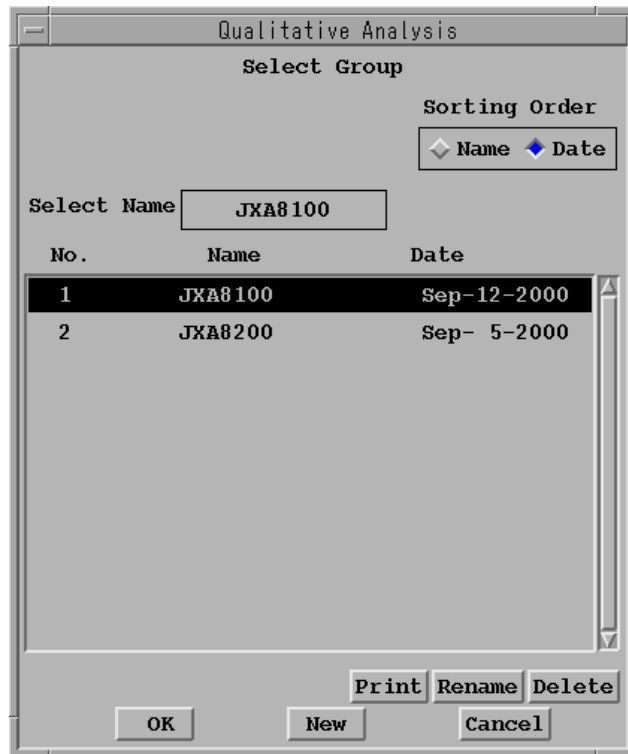 Qualitative Analysis
Select Group
Sorting Order
Name Date
Select Name JXA8100
No. Name Date
1 JXA8100 Sep-12-2000
2 JXA8200 Sep- 5-2000
Print Rename Delete
OK New Cancel